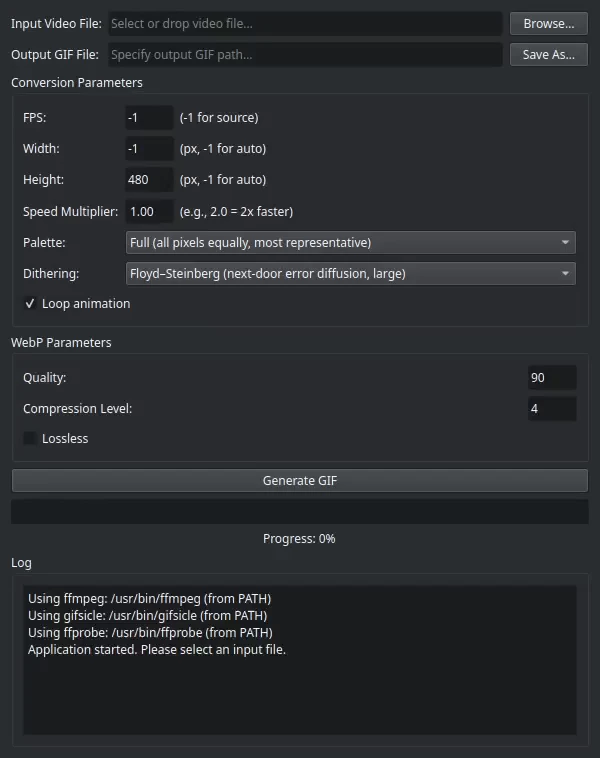 Input Video File: Select or drop video file... Browse...
Output GIF File: Specify output GIF path... Save As...
Conversion Parameters
FPS: -1 (-1 for source)
Width: -1 (px, -1 for auto)
Height: 480 (px, -1 for auto)
Speed Multiplier: 1.00 (e.g., 2.0 = 2x faster)
Palette: Full (all pixels equally, most representative)
Dithering: Floyd–Steinberg (next-door error diffusion, large)
Loop animation
WebP Parameters
Quality: 90
Compression Level: 4
Lossless
Generate GIF
Progress: 0%
Log
Using ffmpeg: /usr/bin/ffmpeg (from PATH)
Using gifsicle: /usr/bin/gifsicle (from PATH)
Using ffprobe: /usr/bin/ffprobe (from PATH)
Application started. Please select an input file.